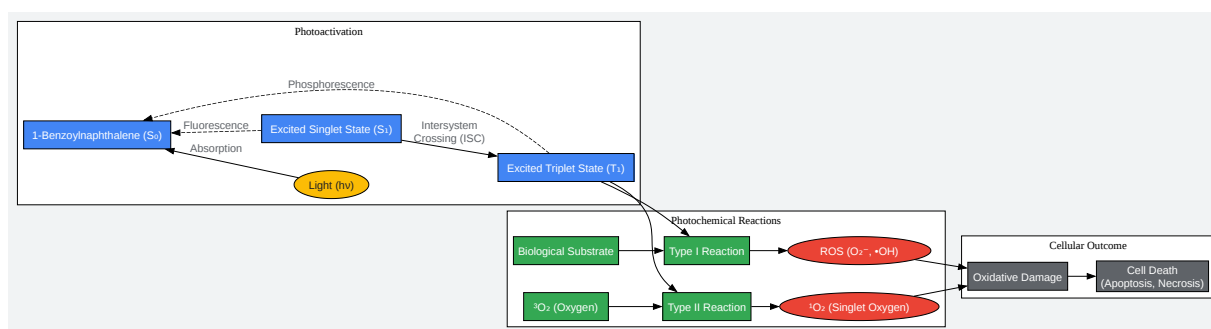 Photoactivation
Phosphorescence
1-Benzoylnaphthalene (S₀)
Fluorescence
Excited Singlet State (S₁)
Intersystem
Crossing (ISC)
Absorption
Light (hν)
Excited Triplet State (T₁)
Photochemical Reactions
Biological Substrate
Type I Reaction
ROS (O₂⁻, •OH)
³O₂ (Oxygen)
Type II Reaction
¹O₂ (Singlet Oxygen)
Cellular Outcome
Oxidative Damage
Cell Death
(Apoptosis, Necrosis)